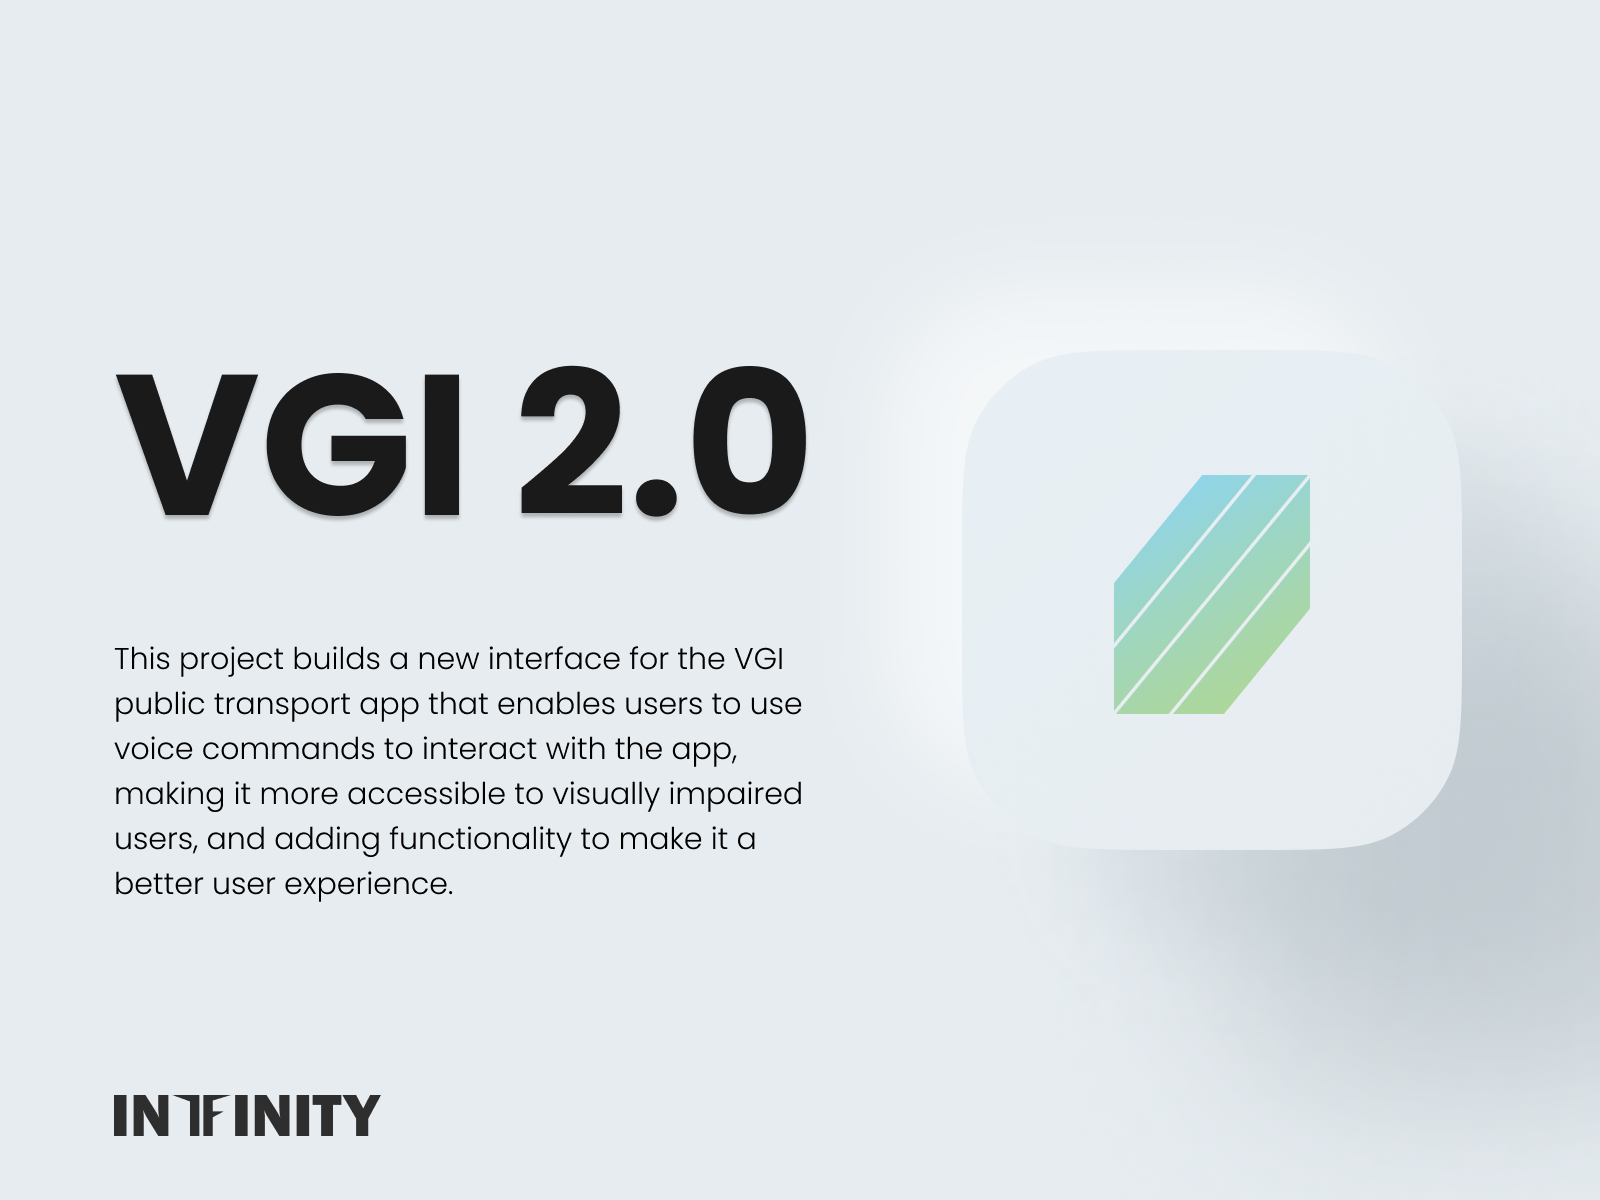 VGI 2.0
This project builds a new interface for the VGI
public transport app that enables users to use
voice commands to interact with the app,
making it more accessible to visually impaired
users, and adding functionality to make it a
better user experience.
INFINITY